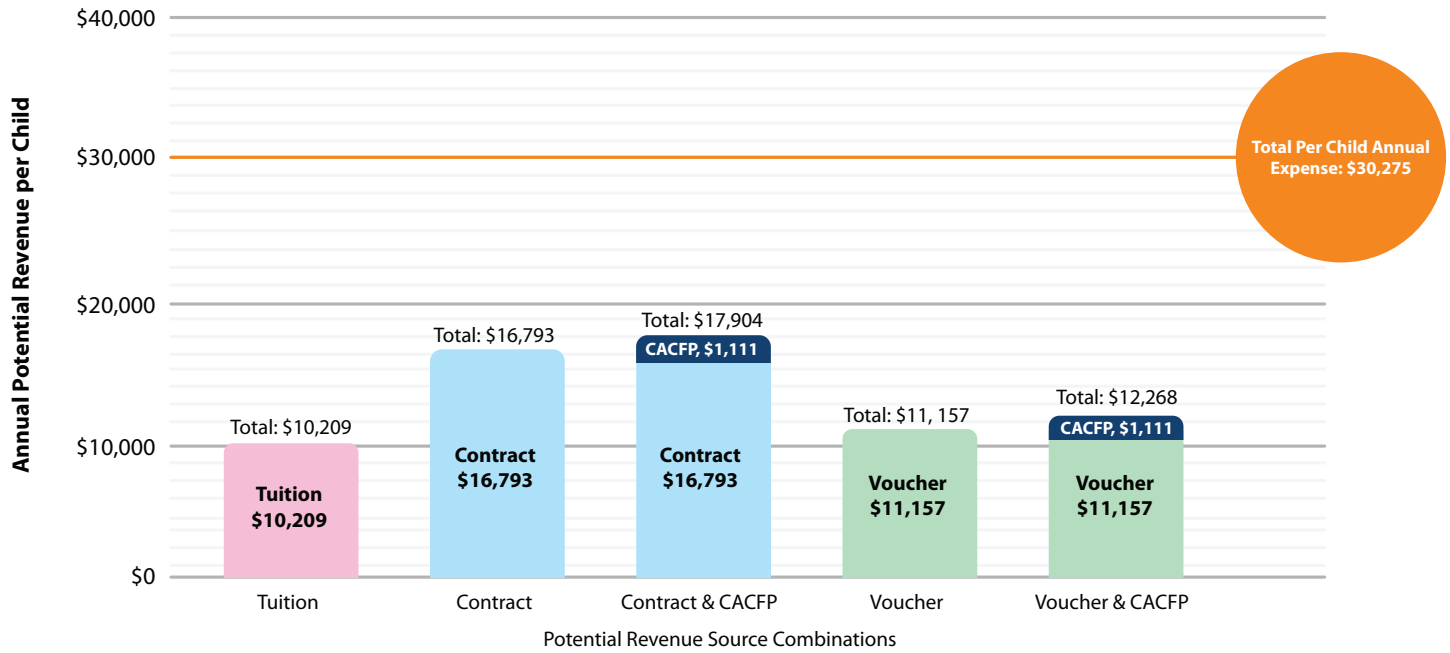 $40,000
$30,000
$20,000
$10,000
$0
Annual Potential Revenue per Child
Total Per Child Annual
Expense: $30,275
Total: $10,209
Tuition
$10,209
Total: $16,793
Contract
$16,793
Total: $17,904
CACFP, $1,111
Contract
$16,793
Total: $11, 157
Voucher
$11,157
Total: $12,268
CACFP, $1,111
Voucher
$11,157
Tuition
Contract
Contract & CACFP
Voucher
Voucher & CACFP
Potential Revenue Source Combinations